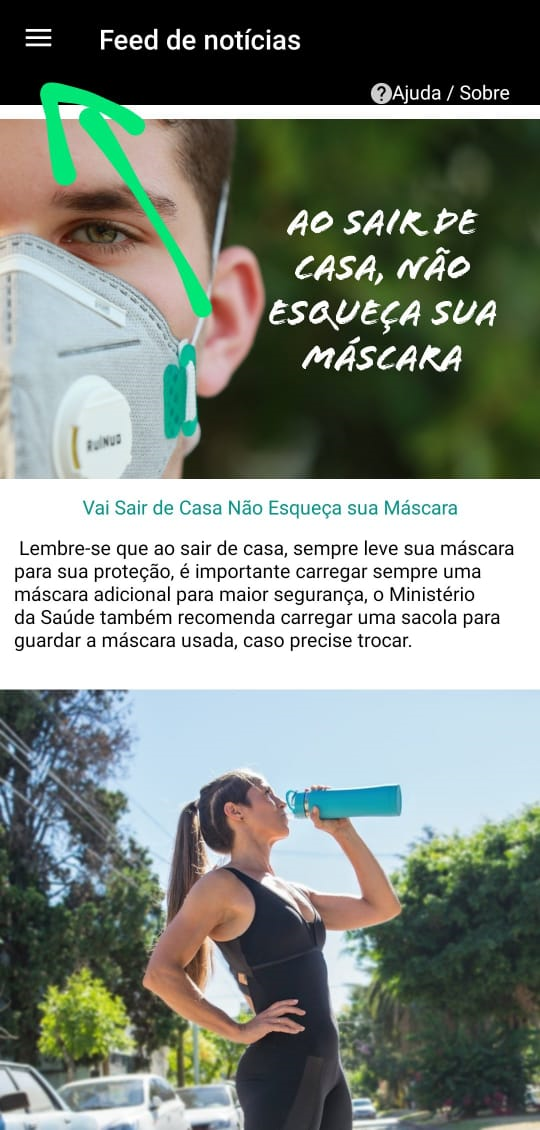 Feed de notícias
Ajuda / Sobre
AO SAIR DE
CASA, NÃO
ESQUEÇA SUA
MÁSCARA
RUINUO
Vai Sair de Casa Não Esqueça sua Máscara
Lembre-se que ao sair de casa, sempre leve sua máscara
para sua proteção, é importante carregar sempre uma
máscara adicional para maior segurança, o Ministério
da Saúde também recomenda carregar uma sacola para
guardar a máscara usada, caso precise trocar.